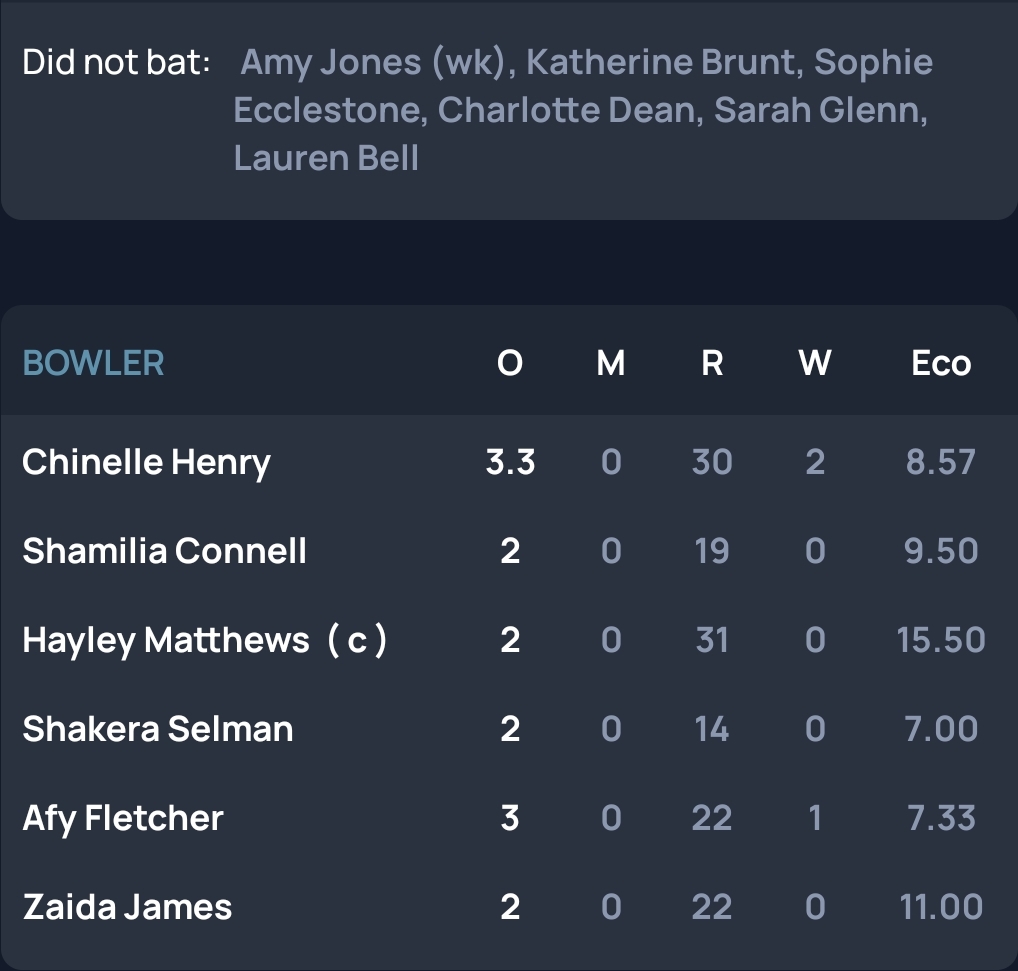 Did not bat: Amy Jones (wk), Katherine Brunt, Sophie
Ecclestone, Charlotte Dean, Sarah Glenn,
Lauren Bell
BOWLER O M R W Eco
Chinelle Henry 3.3 0 30 2 8.57
Shamilia Connell 2 0 19 0 9.50
Hayley Matthews ( c ) 2 0 31 0 15.50
Shakera Selman 2 0 14 0 7.00
Afy Fletcher 3 0 22 1 7.33
Zaida James 2 0 22 0 11.00